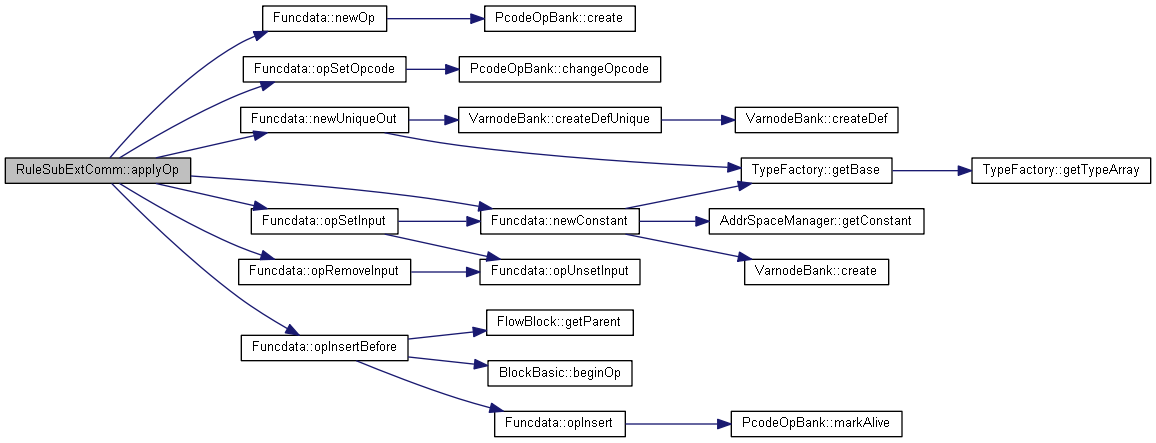 Funcdata::newOp
PcodeOpBank::create
Funcdata::opSetOpcode
PcodeOpBank::changeOpcode
Funcdata::newUniqueOut
VarnodeBank::createDefUnique
VarnodeBank::createDef
RuleSubExtComm::applyOp
TypeFactory::getBase
TypeFactory::getTypeArray
Funcdata::opSetInput
Funcdata::newConstant
AddrSpaceManager::getConstant
Funcdata::opRemoveInput
Funcdata::opUnsetInput
VarnodeBank::create
Funcdata::opInsertBefore
FlowBlock::getParent
BlockBasic::beginOp
Funcdata::opInsert
PcodeOpBank::markAlive